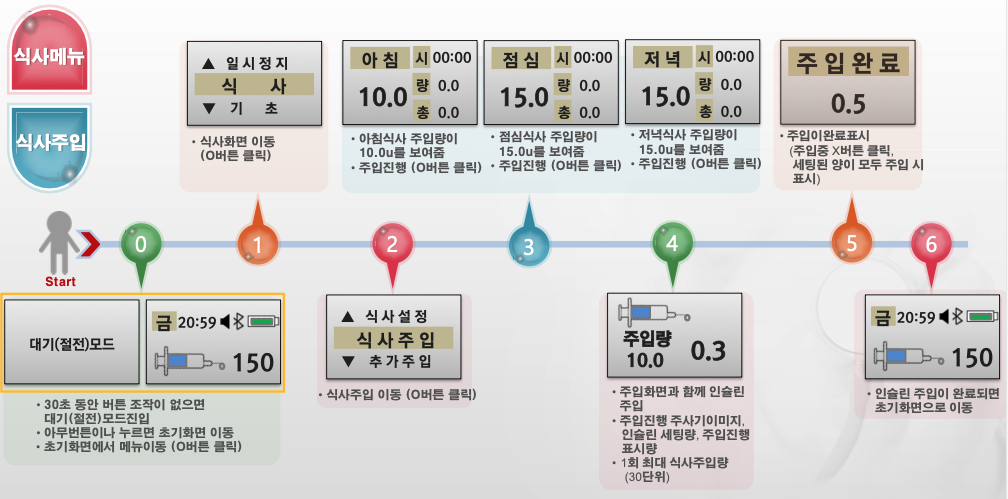 식사메뉴
식사주입
▲ 일시정지
식 사
▼ 기 초
• 식사화면 이동
(O버튼 클릭)
아침 시 00:00
10.0 량 0.0
총 0.0
점심 시 00:00
15.0 량 0.0
총 0.0
• 아침식사 주입량이
10.0u를 보여줌
• 주입진행 (O버튼 클릭)
• 점심식사 주입량이
15.0u를 보여줌
• 주입진행 (O버튼 클릭)
저녁 시 00:00
15.0 량 0.0
총 0.0
• 저녁식사 주입량이
15.0u를 보여줌
• 주입진행 (O버튼 클릭)
주입완료
0.5
• 주입이완료표시
(주입중 X버튼 클릭,
세팅된 양이 모두 주입 시
표시)
Start
0
1
2
3
4
5
6
대기(절전)모드
금 20:59
150
• 30초 동안 버튼 조작이 없으면
대기(절전)모드진입
• 아무버튼이나 누르면 초기화면 이동
• 초기화면에서 메뉴이동 (O버튼 클릭)
▲ 식사설정
식사주입
▼ 추가주입
• 식사주입 이동 (O버튼 클릭)
주입량
10.0 0.3
• 주입화면과 함께 인슐린
주입
• 주입진행 주사기이미지,
인슐린 세팅량, 주입진행
표시량
• 1회 최대 식사주입량
(30단위)
금 20:59
150
• 인슐린 주입이 완료되면
초기화면으로 이동